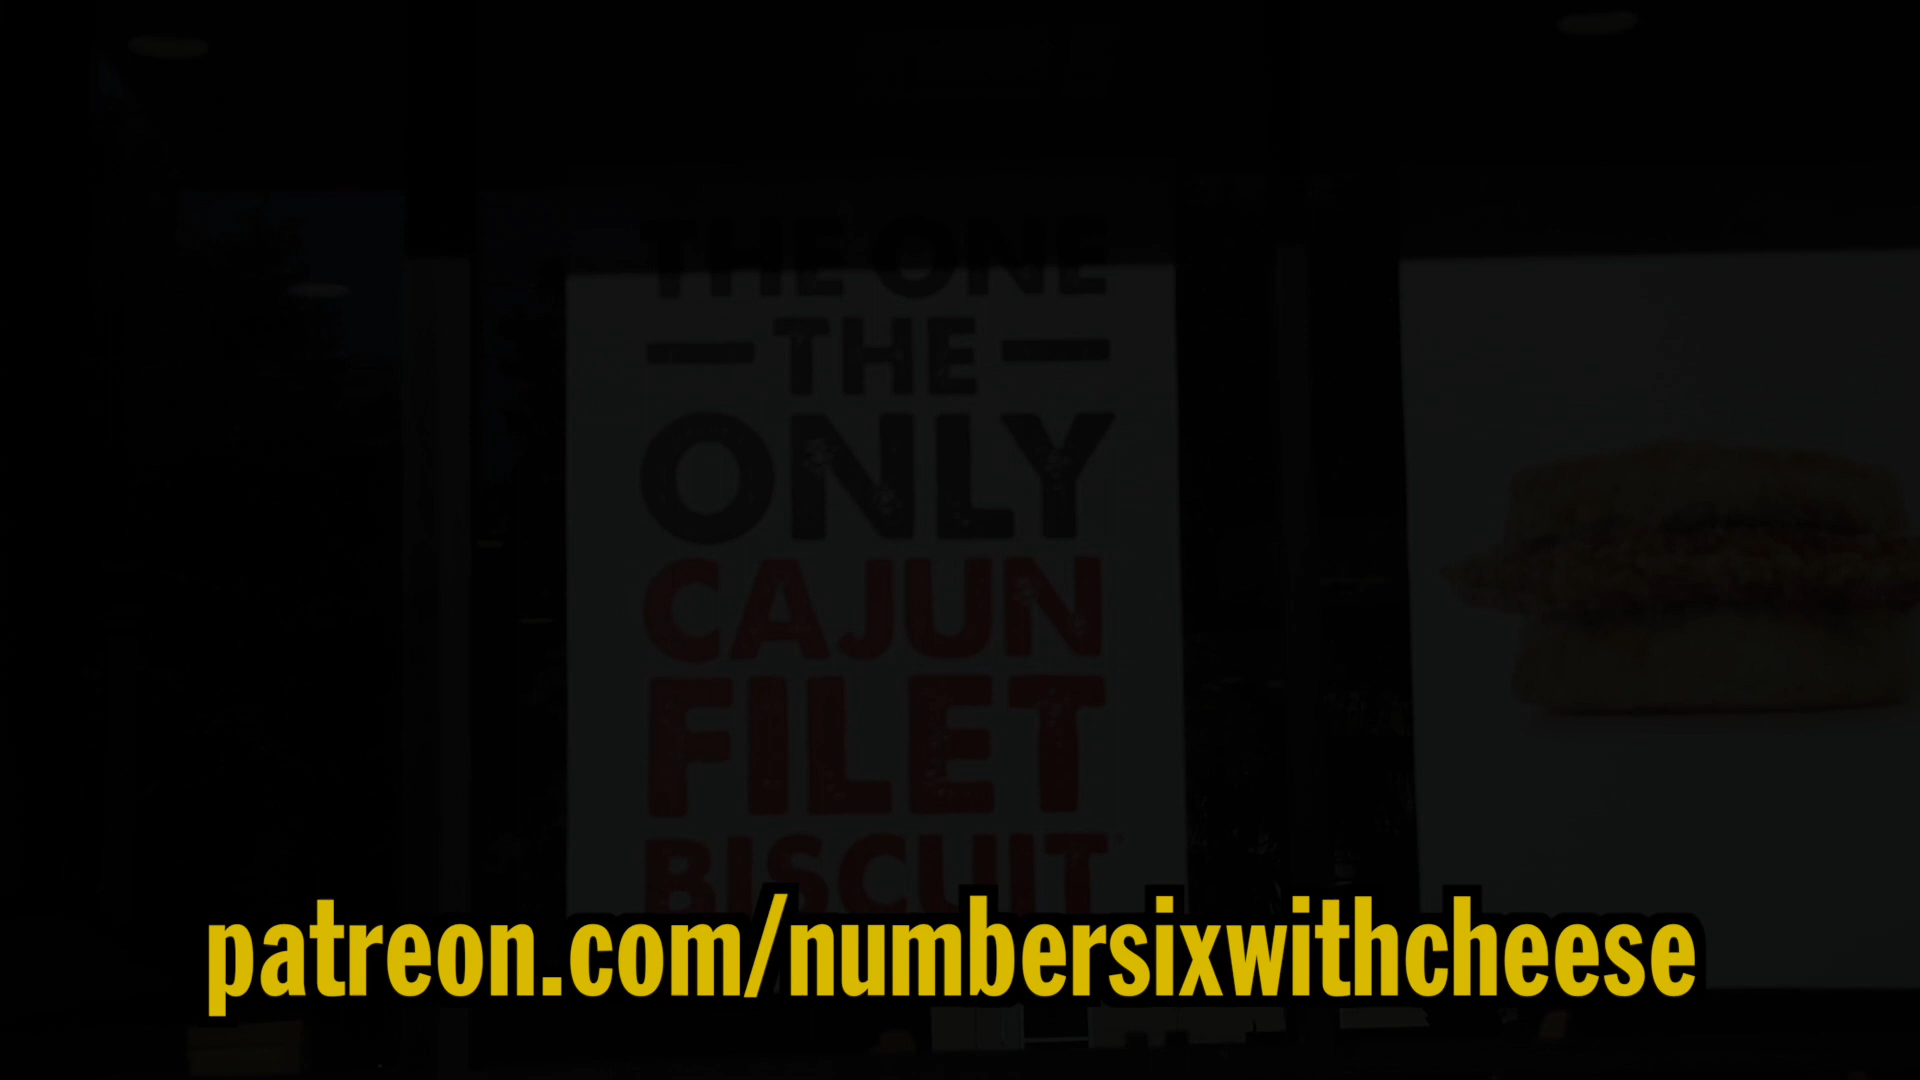 THE ONE
THE
ONLY
CAJUN
FILET
BISCUIT
patreon.com/numbersixwithcheese